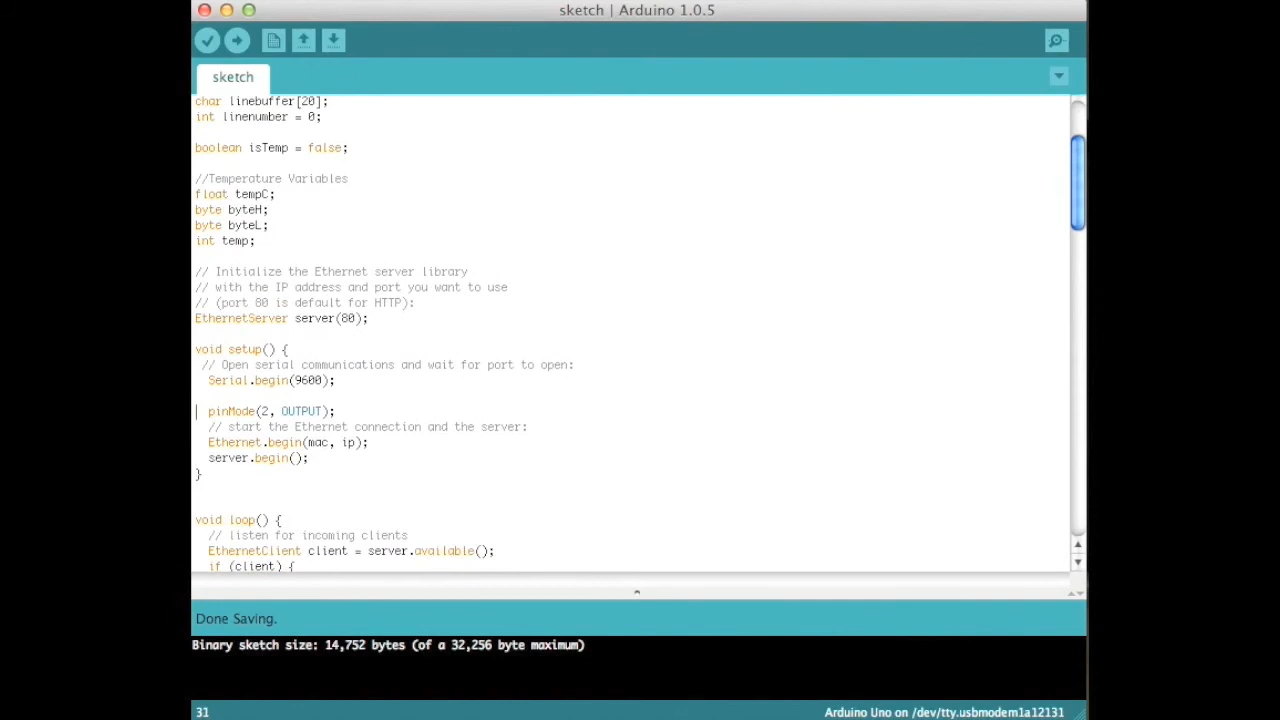 sketch | Arduino 1.0.5
sketch
char linebuffer[20];
int linenumber = 0;
boolean isTemp = false;
//Temperature Variables
float tempC;
byte byteH;
byte byteL;
int temp;
// Initialize the Ethernet server library
// with the IP address and port you want to use
// (port 80 is default for HTTP):
EthernetServer server(80);
void setup() {
// Open serial communications and wait for port to open:
Serial.begin(9600);
pinMode(2, OUTPUT);
// start the Ethernet connection and the server:
Ethernet.begin(mac, ip);
server.begin();
}
void loop() {
// listen for incoming clients
EthernetClient client = server.available();
if (client) {
Done Saving.
Binary sketch size: 14,752 bytes (of a 32,256 byte maximum)
31
Arduino Uno on /dev/tty.usbmodem1a12131